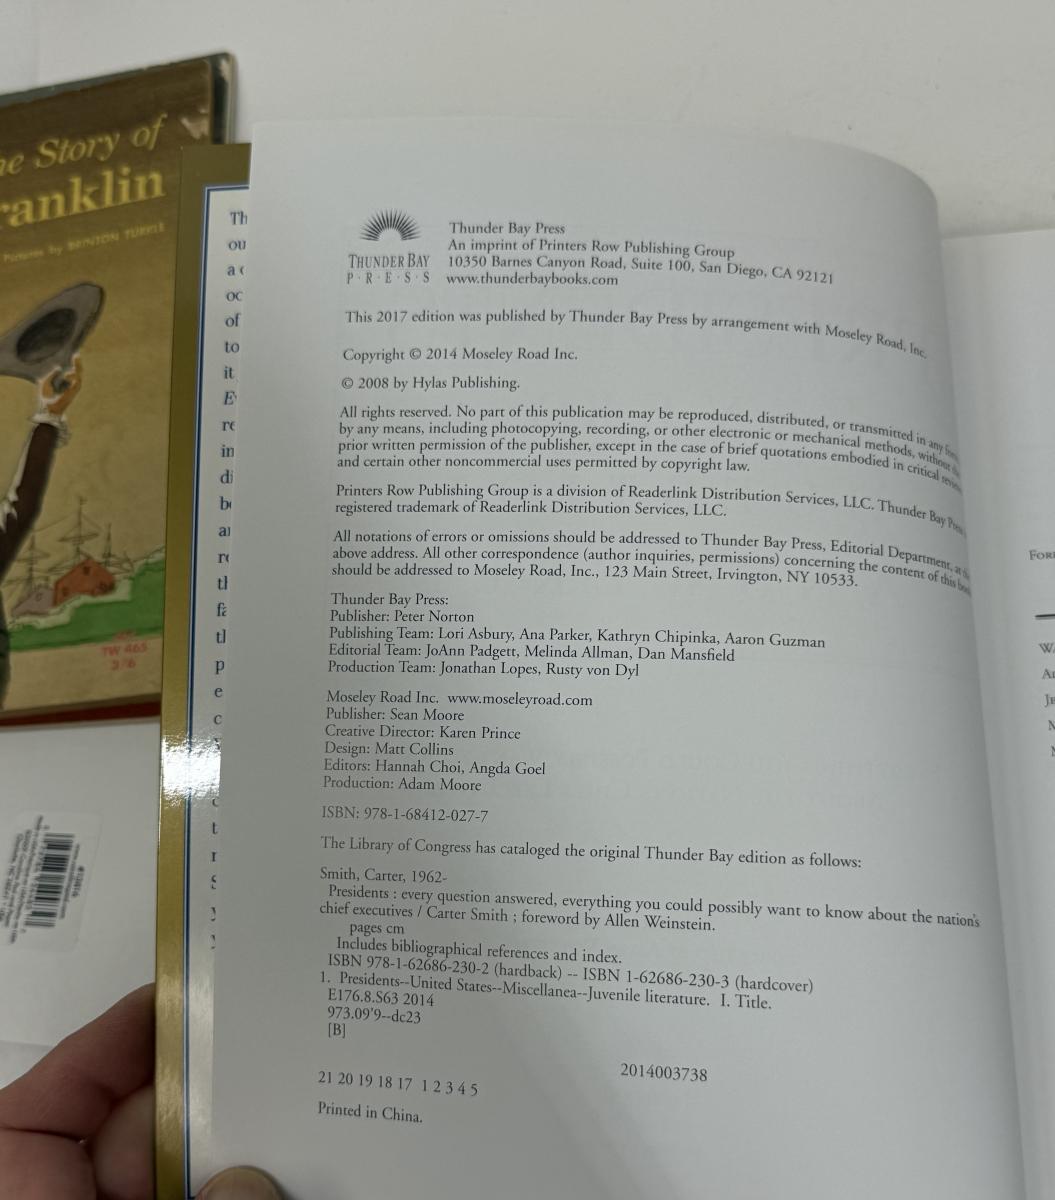 he Story of
ranklin
Pictures by BRINTON TURKLE
TW 465
3/6
Th
ou
a
oc
of
to
it
E
re
in
di
THUNDER BAY
P · R · E · S · S
Thunder Bay Press
An imprint of Printers Row Publishing Group
10350 Barnes Canyon Road, Suite 100, San Diego, CA 92121
www.thunderbaybooks.com
This 2017 edition was published by Thunder Bay Press by arrangement with Moseley Road, Inc.
Copyright © 2014 Moseley Road Inc.
© 2008 by Hylas Publishing.
All rights reserved. No part of this publication may be reproduced, distributed, or transmitted in any form
by any means, including photocopying, recording, or other electronic or mechanical methods, without the
prior written permission of the publisher, except in the case of brief quotations embodied in critical review
and certain other noncommercial uses permitted by copyright law.
Printers Row Publishing Group is a division of Readerlink Distribution Services, LLC. Thunder Bay Press
registered trademark of Readerlink Distribution Services, LLC.
All notations of errors or omissions should be addressed to Thunder Bay Press, Editorial Department, at the
above address. All other correspondence (author inquiries, permissions) concerning the content of this book
should be addressed to Moseley Road, Inc., 123 Main Street, Irvington, NY 10533.
Thunder Bay Press:
Publisher: Peter Norton
Publishing Team: Lori Asbury, Ana Parker, Kathryn Chipinka, Aaron Guzman
Editorial Team: JoAnn Padgett, Melinda Allman, Dan Mansfield
Production Team: Jonathan Lopes, Rusty von Dyl
Moseley Road Inc. www.moseleyroad.com
Publisher: Sean Moore
Creative Director: Karen Prince
Design: Matt Collins
Editors: Hannah Choi, Angda Goel
Production: Adam Moore
ISBN: 978-1-68412-027-7
The Library of Congress has cataloged the original Thunder Bay edition as follows:
Smith, Carter, 1962-
Presidents : every question answered, everything you could possibly want to know about the nation's
chief executives / Carter Smith ; foreword by Allen Weinstein.
pages cm
Includes bibliographical references and index.
ISBN 978-1-62686-230-2 (hardback) -- ISBN 1-62686-230-3 (hardcover)
1. Presidents--United States--Miscellanea--Juvenile literature. I. Title.
E176.8.S63 2014
973.09'9--dc23
[B]
2014003738
21 20 19 18 17 1 2 3 4 5
Printed in China.